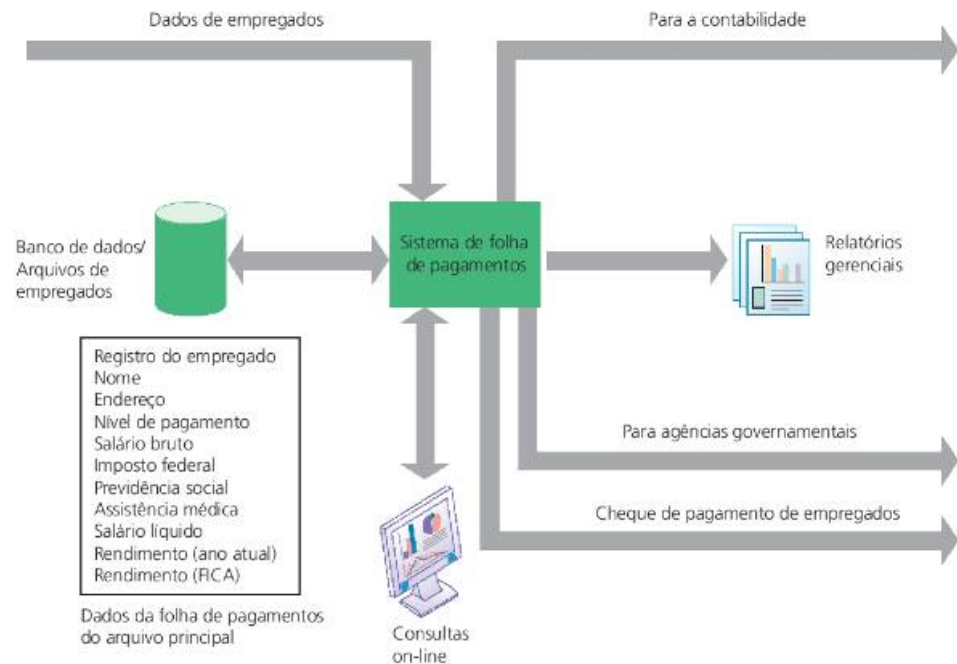 Dados de empregados
Para a contabilidade
Banco de dados/
Arquivos de
empregados
Sistema de folha
de pagamentos
Relatórios
gerenciais
Registro do empregado
Nome
Endereço
Nível de pagamento
Salário bruto
Imposto federal
Previdência social
Assistência médica
Salário líquido
Rendimento (ano atual)
Rendimento (FICA)
Dados da folha de pagamentos
do arquivo principal
Consultas
on-line
Para agências governamentais
Cheque de pagamento de empregados